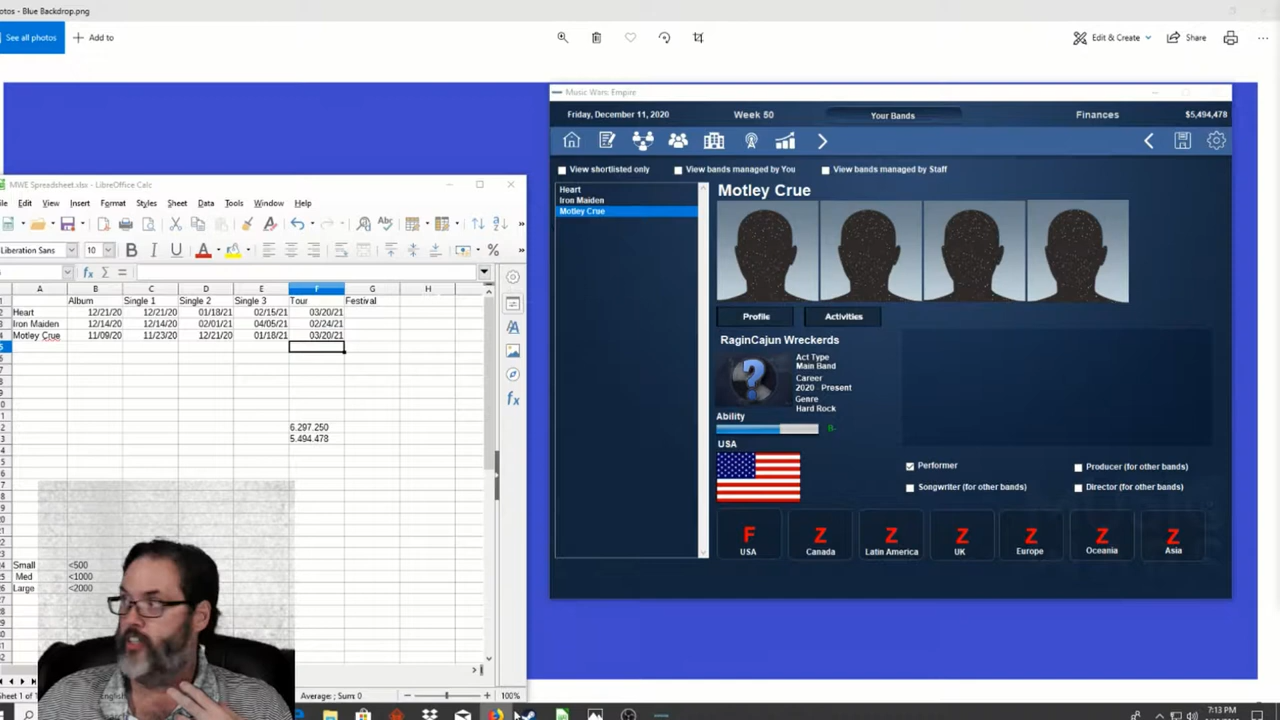 otos - Blue Backdrop.png
See all photos
Add to
Edit & Create
Share
Music Wars: Empire
Friday, December 11, 2020
Week 50
Your Bands
Finances
$5,494,478
View shortlisted only
View bands managed by You
View bands managed by Staff
Heart
Iron Maiden
Motley Crue
Motley Crue
Profile
Activities
RaginCajun Wreckerds
Act Type
Main Band
Career
2020 - Present
Genre
Hard Rock
Ability
B-
USA
Performer
Producer (for other bands)
Songwriter (for other bands)
Director (for other bands)
F
USA
Z
Canada
Z
Latin America
Z
UK
Z
Europe
Z
Oceania
Z
Asia
MWE Spreadsheet.xlsx - LibreOffice Calc
Edit View Insert Format Styles Sheet Data Tools Window Help
Liberation Sans 10
A B C D E F G H
Album Single 1 Single 2 Single 3 Tour Festival
Heart 12/21/20 12/21/20 01/18/21 02/15/21 03/20/21
Iron Maiden 12/14/20 12/14/20 02/01/21 04/05/21 02/24/21
Motley Crue 11/09/20 11/23/20 12/21/20 01/18/21 03/20/21
6.297.250
5.494.478
Small <500
Med <1000
Large <2000
Sheet 1 of
English
Average: ; Sum: 0
100%
7:13 PM